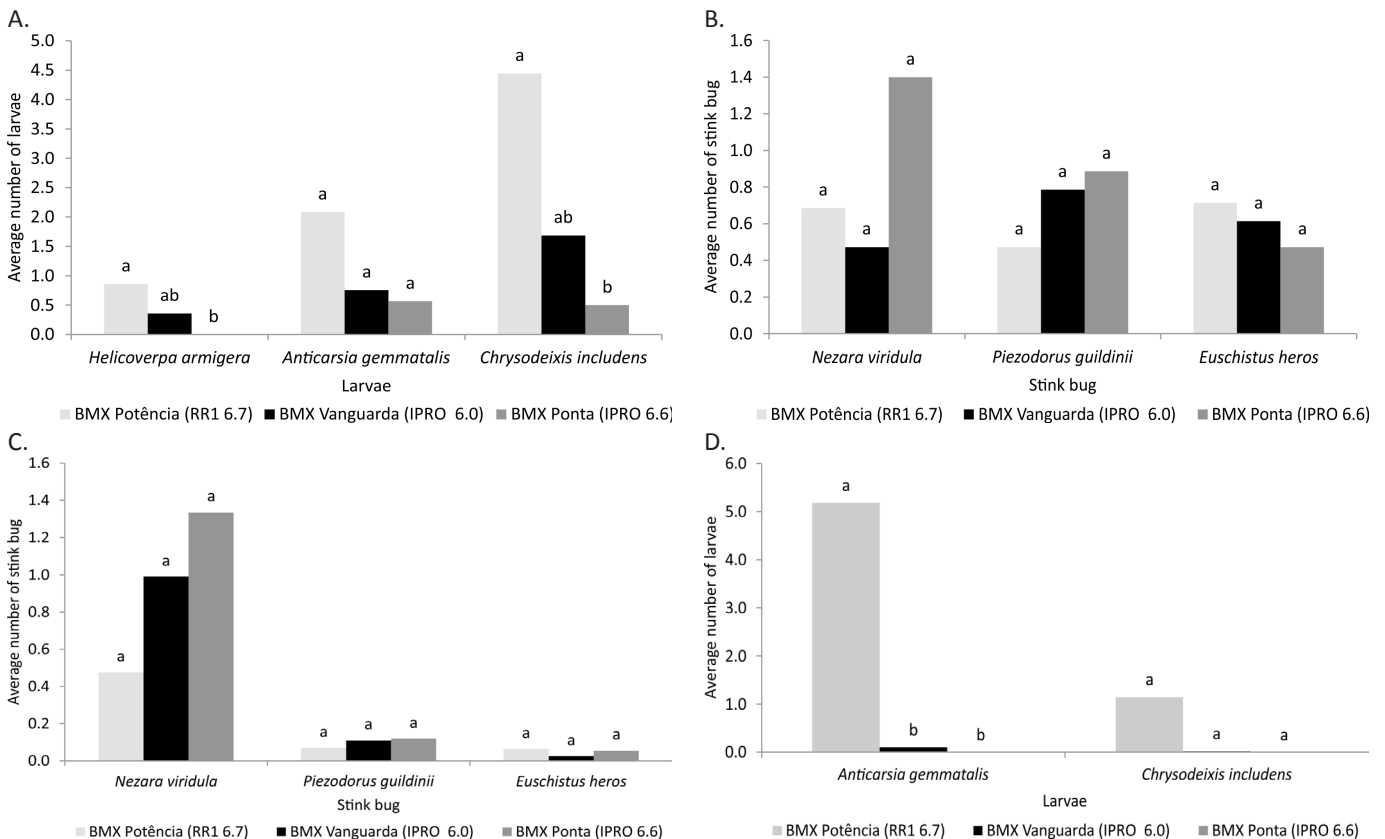 A.
Average number of larvae
5.0
4.5
4.0
3.5
3.0
2.5
2.0
1.5
1.0
0.5
0.0
a
ab
b
a
a
a
a
ab
b
Helicoverpa armigera
Anticarsia gemmatalis
Chrysodeixis includens
Larvae
BMX Potência (RR1 6.7)
BMX Vanguarda (IPRO 6.0)
BMX Ponta (IPRO 6.6)
B.
Average number of stink bug
1.6
1.4
1.2
1.0
0.8
0.6
0.4
0.2
0.0
a
a
a
a
a
a
a
a
a
Nezara viridula
Piezodorus guildinii
Euschistus heros
Stink bug
BMX Potência (RR1 6.7)
BMX Vanguarda (IPRO 6.0)
BMX Ponta (IPRO 6.6)
C.
Average number of stink bug
1.6
1.4
1.2
1.0
0.8
0.6
0.4
0.2
0.0
a
a
a
a
a
a
a
a
a
Nezara viridula
Piezodorus guildinii
Euschistus heros
Stink bug
BMX Potência (RR1 6.7)
BMX Vanguarda (IPRO 6.0)
BMX Ponta (IPRO 6.6)
D.
Average number of larvae
6.0
5.0
4.0
3.0
2.0
1.0
0.0
a
b
b
a
a
a
Anticarsia gemmatalis
Chrysodeixis includens
Larvae
BMX Potência (RR1 6.7)
BMX Vanguarda (IPRO 6.0)
BMX Ponta (IPRO 6.6)